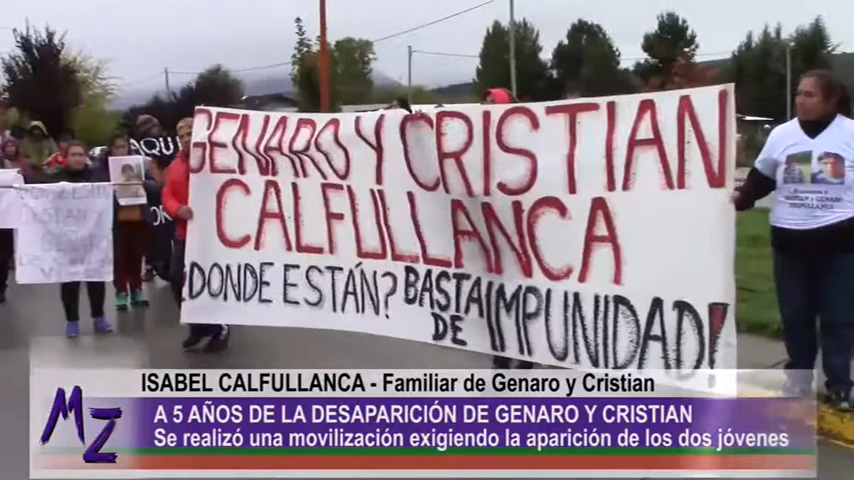 GENARO Y CRISTIAN
CALFULLANCA
¿DONDE ESTÁN? BASTA
DE IMPUNIDAD!
AQUI
MZ
ISABEL CALFULLANCA - Familiar de Genaro y Cristian
A 5 AÑOS DE LA DESAPARICIÓN DE GENARO Y CRISTIAN
Se realizó una movilización exigiendo la aparición de los dos jóvenes